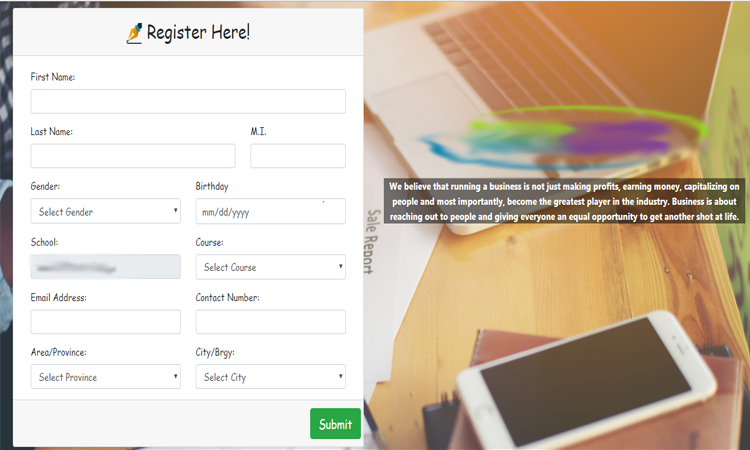 Register Here!
First Name:
Last Name: M.I.
Gender: Birthday
Select Gender mm/dd/yyyy
School: Course:
Select Course
Email Address: Contact Number:
Area/Province: City/Brgy:
Select Province Select City
Submit
We believe that running a business is not just making profits, earning money, capitalizing on
people and most importantly, become the greatest player in the industry. Business is about
reaching out to people and giving everyone an equal opportunity to get another shot at life.
Sale Report